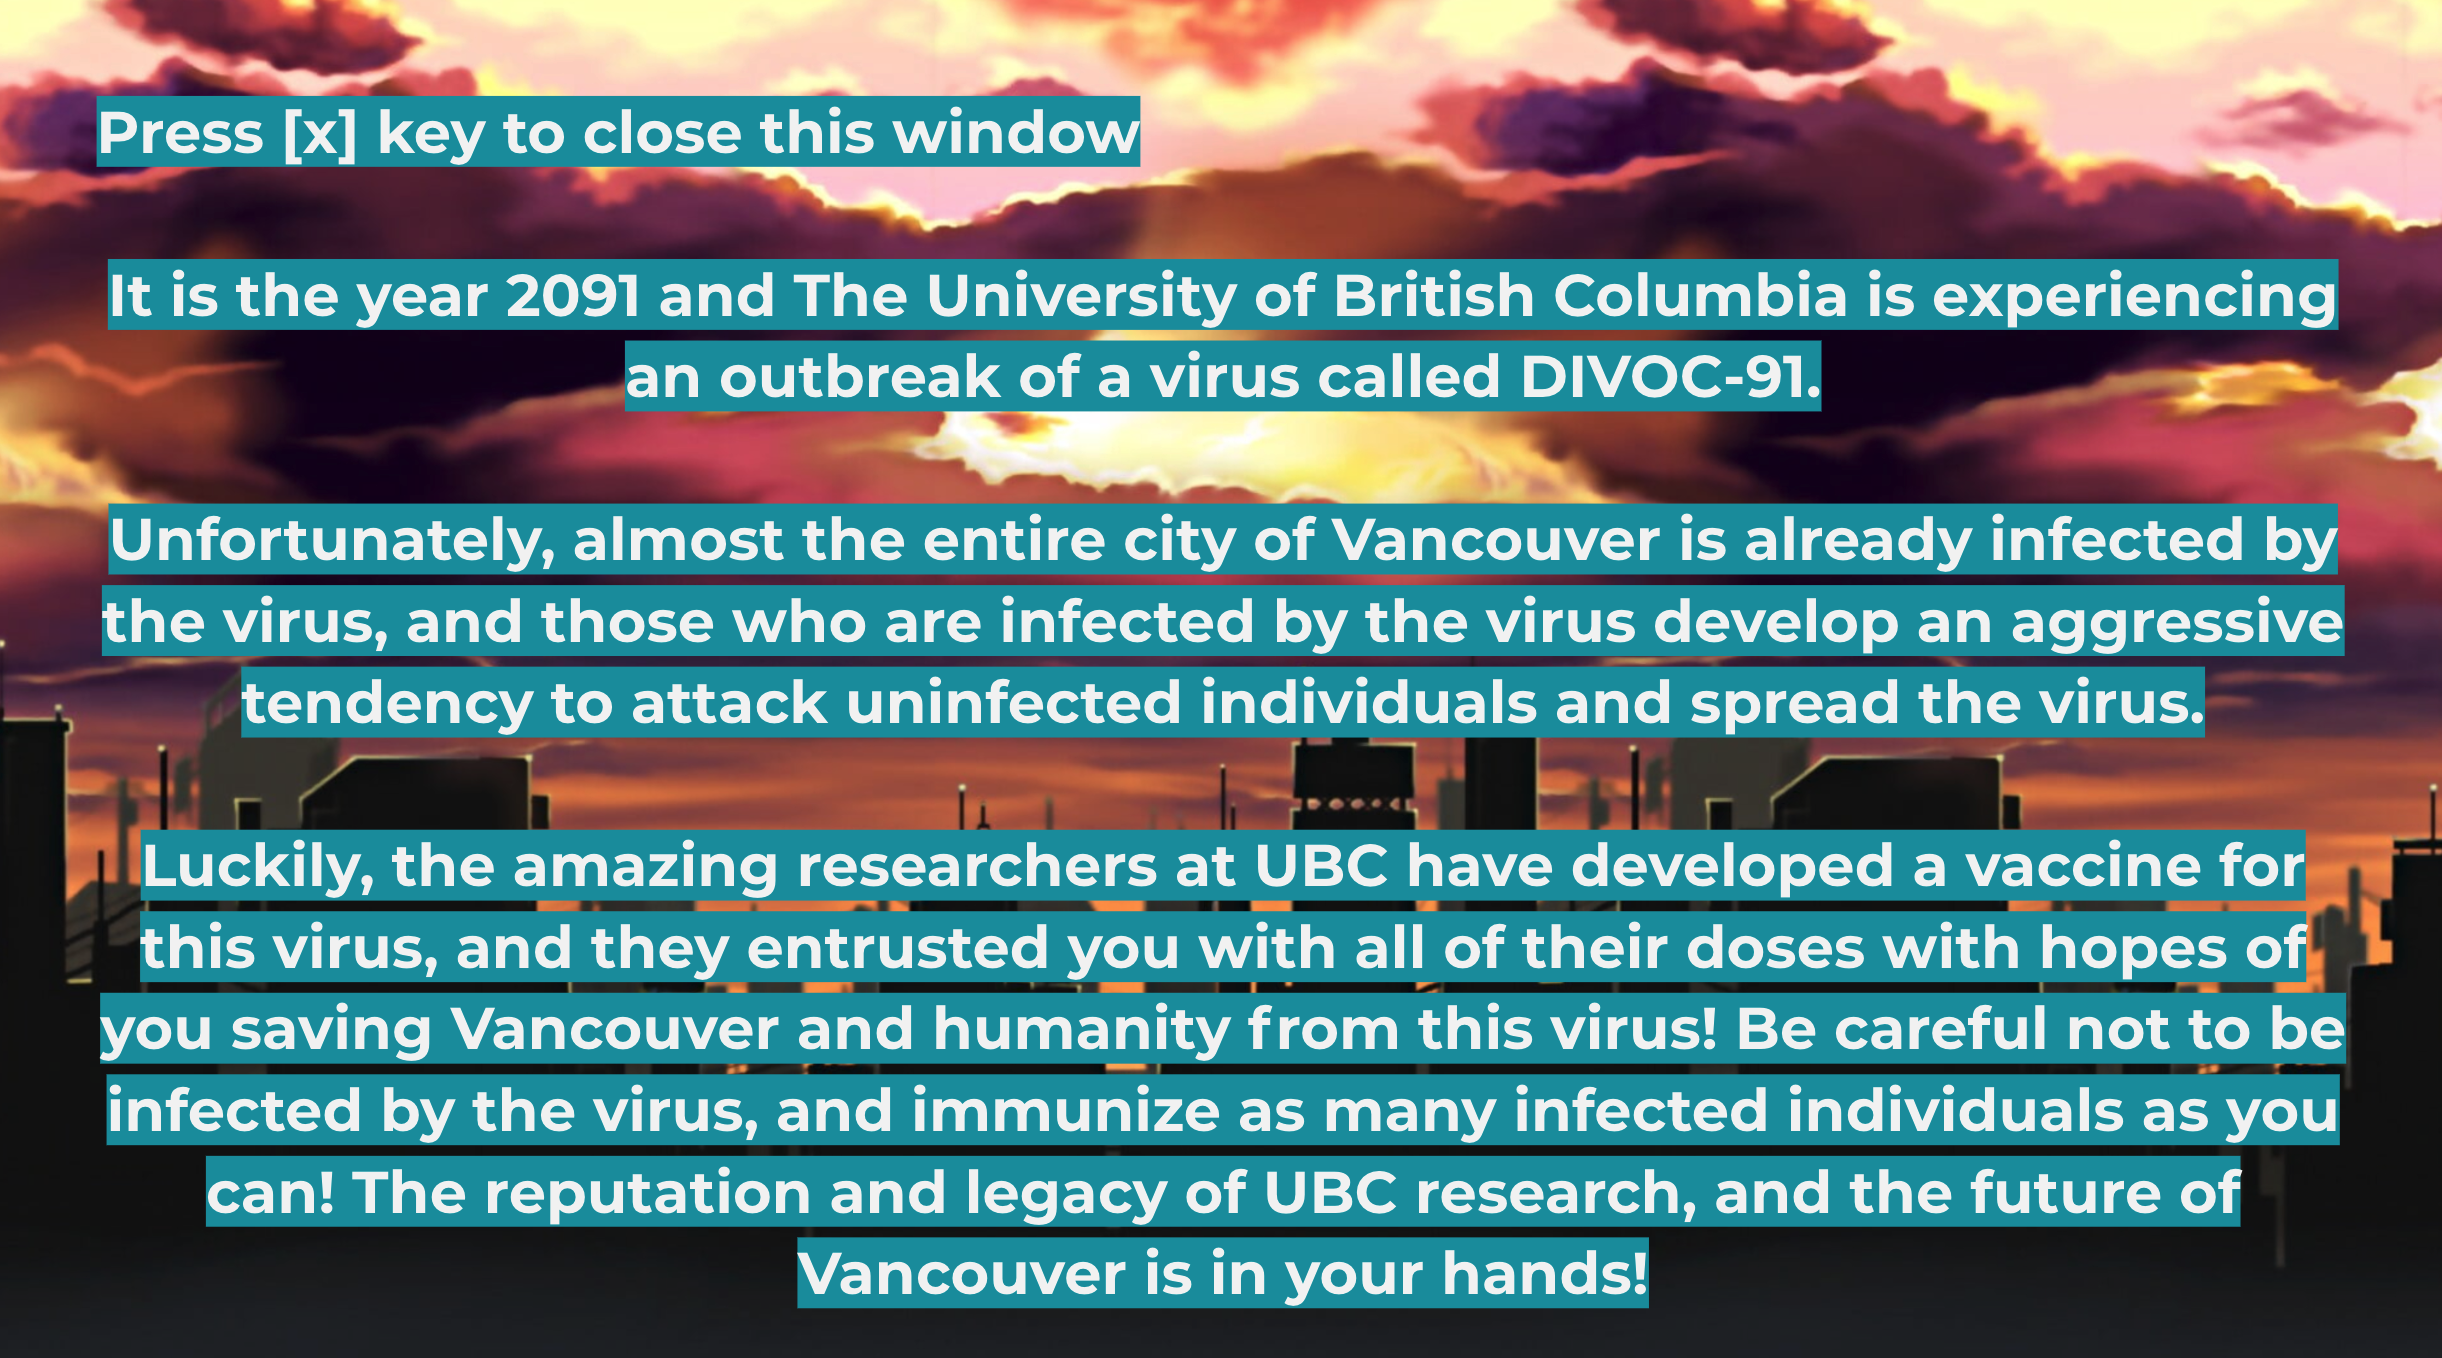 Press [x] key to close this window
It is the year 2091 and The University of British Columbia is experiencing
an outbreak of a virus called DIVOC-91.
Unfortunately, almost the entire city of Vancouver is already infected by
the virus, and those who are infected by the virus develop an aggressive
tendency to attack uninfected individuals and spread the virus.
Luckily, the amazing researchers at UBC have developed a vaccine for
this virus, and they entrusted you with all of their doses with hopes of
you saving Vancouver and humanity from this virus! Be careful not to be
infected by the virus, and immunize as many infected individuals as you
can! The reputation and legacy of UBC research, and the future of
Vancouver is in your hands!